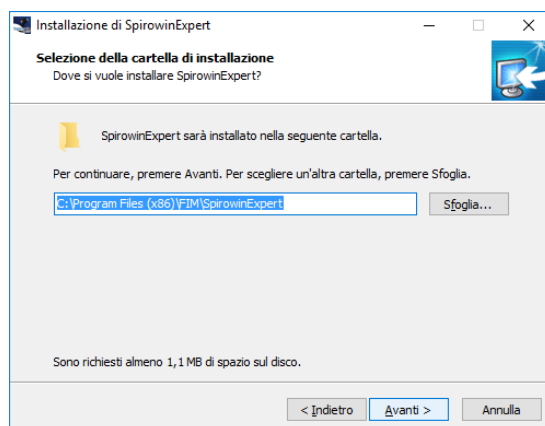 Installazione di SpirowinExpert
Selezione della cartella di installazione
Dove si vuole installare SpirowinExpert?
SpirowinExpert sarà installato nella seguente cartella.
Per continuare, premere Avanti. Per scegliere un'altra cartella, premere Sfoglia.
C:\Program Files (x86)\FIM\SpirowinExpert
Sfoglia...
Sono richiesti almeno 1,1 MB di spazio sul disco.
< Indietro
Avanti >
Annulla